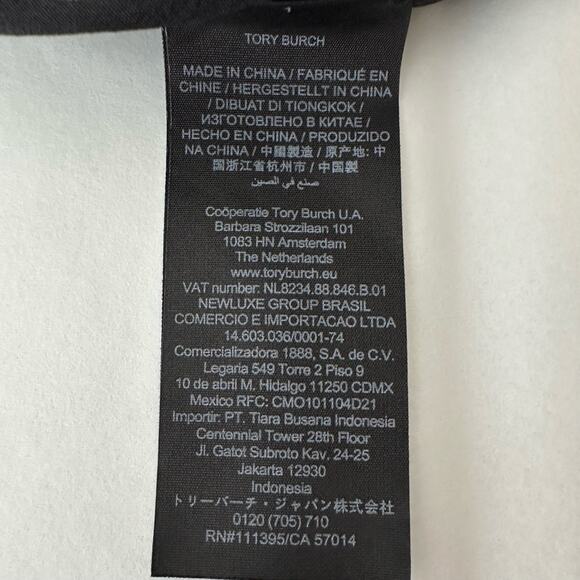 TORY BURCH
MADE IN CHINA / FABRIQUÉ EN
CHINE / HERGESTELLT IN CHINA
/ DIBUAT DI TIONGKOK /
ИЗГОТОВЛЕНО В КИТАЕ /
HECHO EN CHINA / PRODUZIDO
NA CHINA / 中國製造 / 原产地: 中
国浙江省杭州市 / 中国製
صنع في الصين
Coöperatie Tory Burch U.A.
Barbara Strozzilaan 101
1083 HN Amsterdam
The Netherlands
www.toryburch.eu
VAT number: NL8234.88.846.B.01
NEWLUXE GROUP BRASIL
COMERCIO E IMPORTACAO LTDA
14.603.036/0001-74
Comercializadora 1888, S.A. de C.V.
Legaria 549 Torre 2 Piso 9
10 de abril M. Hidalgo 11250 CDMX
Mexico RFC: CMO101104D21
Importir: PT. Tiara Busana Indonesia
Centennial Tower 28th Floor
Jl. Gatot Subroto Kav. 24-25
Jakarta 12930
Indonesia
トリーバーチ・ジャパン株式会社
0120 (705) 710
RN#111395/CA 57014